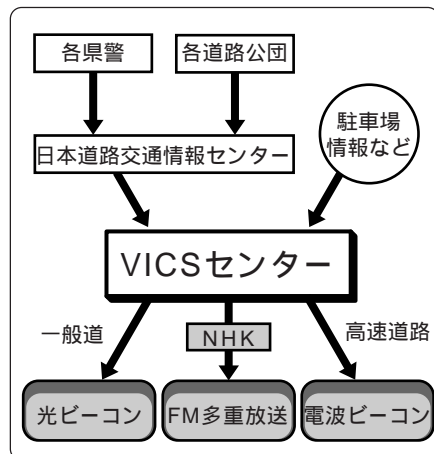 各県警
各道路公団
駐車場
情報など
日本道路交通情報センター
VICSセンター
一般道
NHK
高速道路
光ビーコン
FM多重放送
電波ビーコン